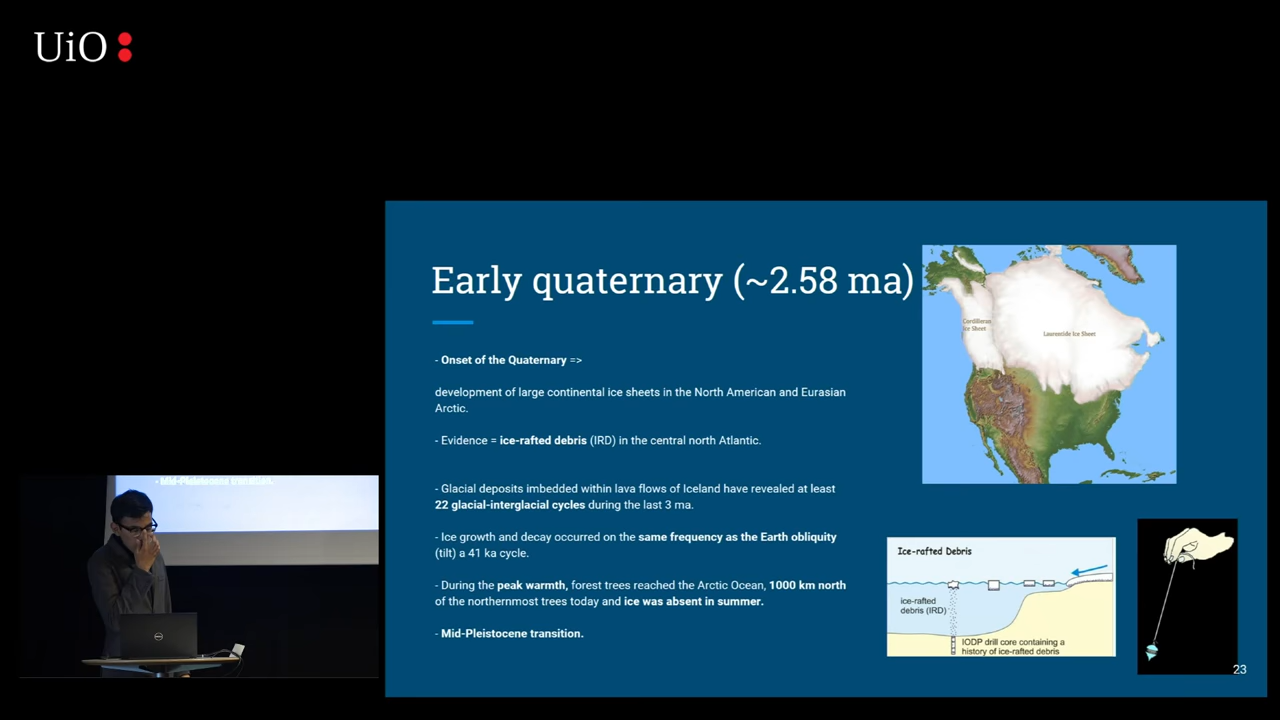 UiO
Early quaternary (~2.58 ma)
- Onset of the Quaternary =>
development of large continental ice sheets in the North American and Eurasian
Arctic.
- Evidence = ice-rafted debris (IRD) in the central north Atlantic.
- Glacial deposits imbedded within lava flows of Iceland have revealed at least
22 glacial-interglacial cycles during the last 3 ma.
- Ice growth and decay occurred on the same frequency as the Earth obliquity
(tilt) a 41 ka cycle.
- During the peak warmth, forest trees reached the Arctic Ocean, 1000 km north
of the northernmost trees today and ice was absent in summer.
- Mid-Pleistocene transition.
Cordilleran
Ice Sheet
Laurentide Ice Sheet
Ice-rafted Debris
ice-rafted
debris (IRD)
IODP drill core containing a
history of ice-rafted debris
23
- Mid-Pleistocene transition.
DELL